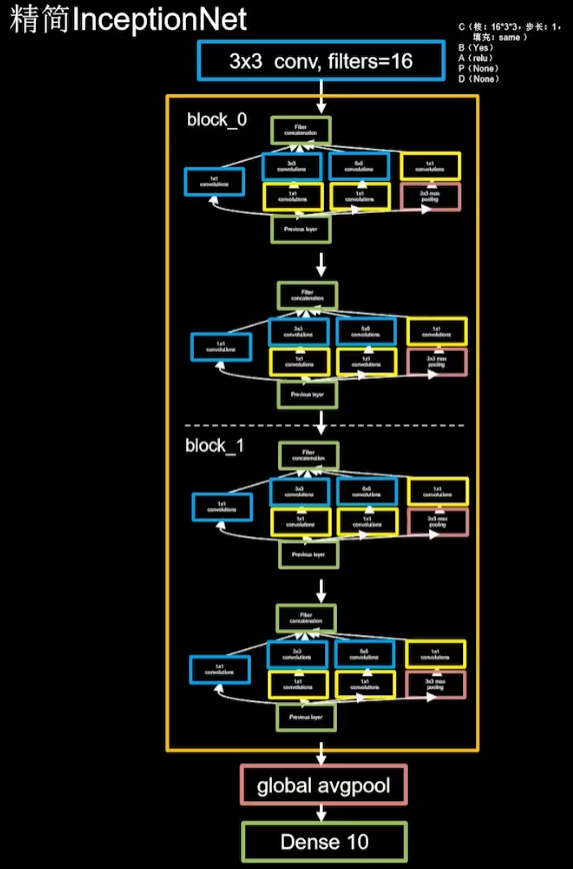 精简InceptionNet
C（核：16*3*3，步长：1，
填充：same ）
B（Yes）
A（relu）
P（None）
D（None）
3x3 conv, filters=16
block_0
Filter
concatenation
3x3
convolutions
5x5
convolutions
1x1
convolutions
1x1
convolutions
1x1
convolutions
1x1
convolutions
3x3 max
pooling
Previous layer
Filter
concatenation
3x3
convolutions
5x5
convolutions
1x1
convolutions
1x1
convolutions
1x1
convolutions
1x1
convolutions
3x3 max
pooling
Previous layer
block_1
Filter
concatenation
3x3
convolutions
5x5
convolutions
1x1
convolutions
1x1
convolutions
1x1
convolutions
1x1
convolutions
3x3 max
pooling
Previous layer
Filter
concatenation
3x3
convolutions
5x5
convolutions
1x1
convolutions
1x1
convolutions
1x1
convolutions
1x1
convolutions
3x3 max
pooling
Previous layer
global avgpool
Dense 10